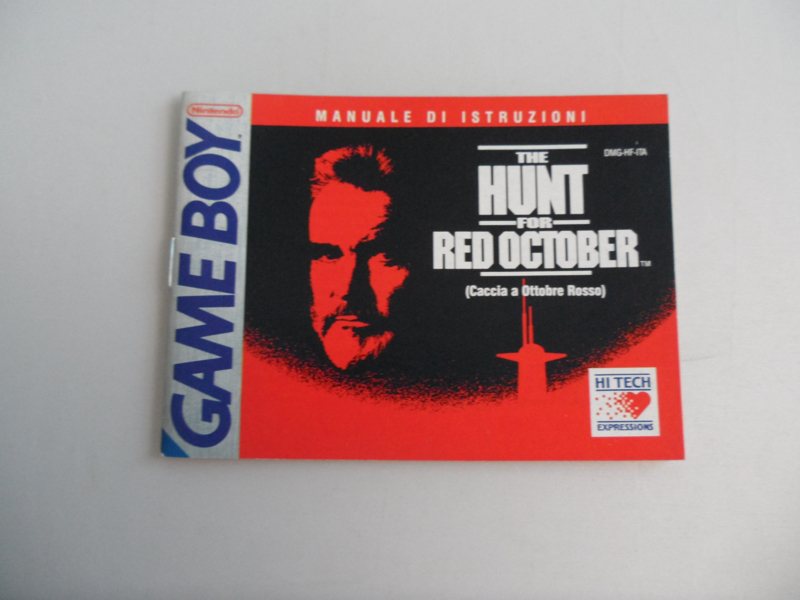 Nintendo
GAME BOY
MANUALE DI ISTRUZIONI
DMG-HF-ITA
THE
HUNT
FOR
RED OCTOBER™
(Caccia a Ottobre Rosso)
HI TECH
EXPRESSIONS